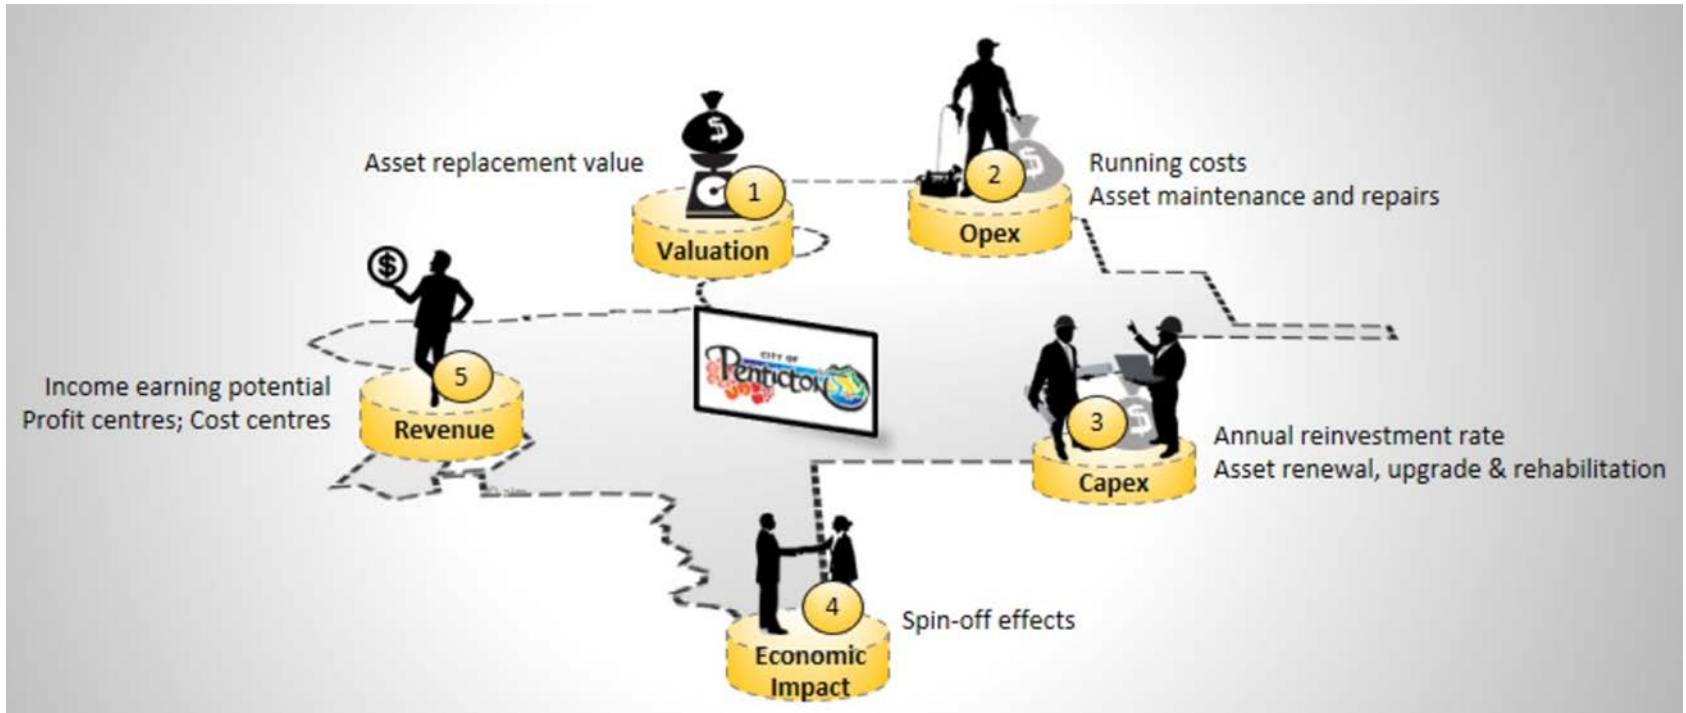 Asset replacement value
1
Valuation
2
Opex
Running costs
Asset maintenance and repairs
CITY OF
Penticton
3
Capex
Annual reinvestment rate
Asset renewal, upgrade & rehabilitation
4
Economic
Impact
Spin-off effects
5
Revenue
Income earning potential
Profit centres; Cost centres